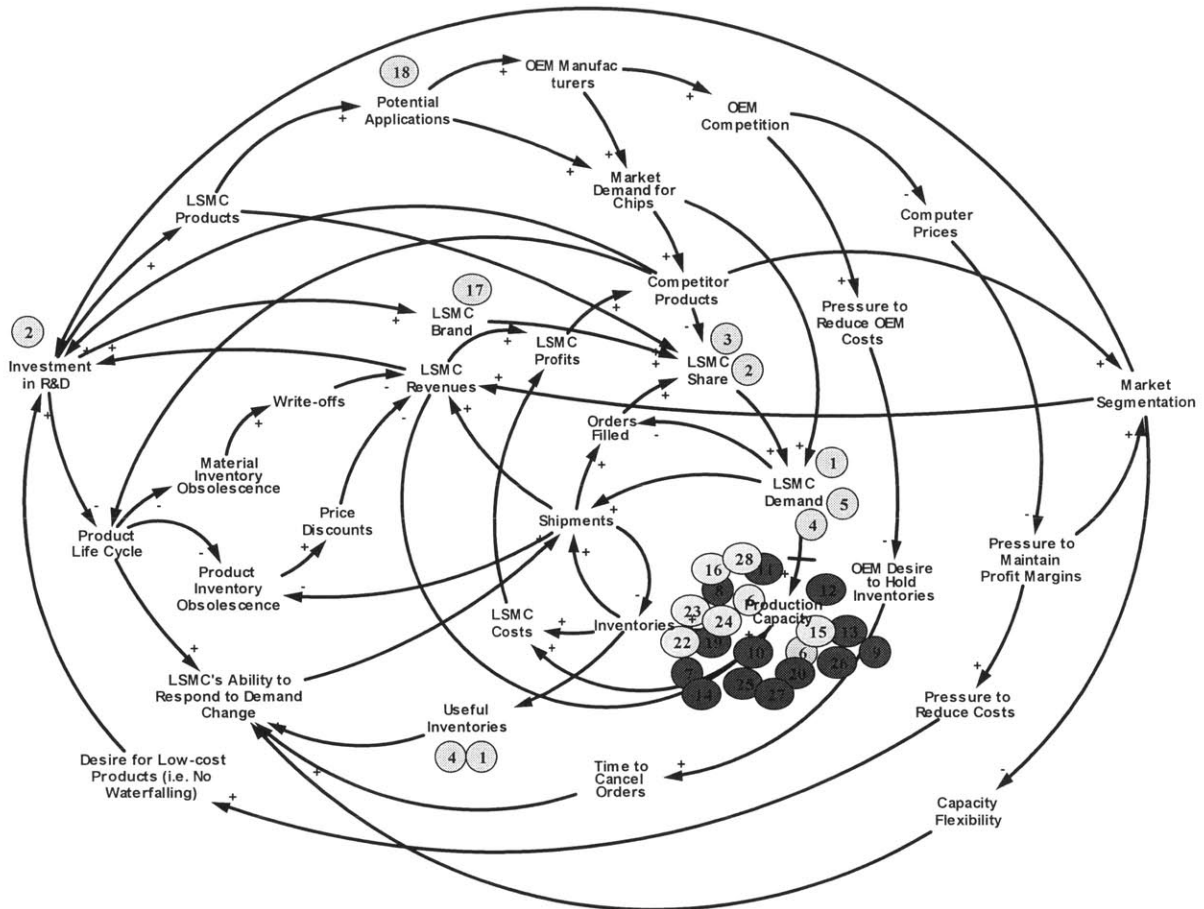 18
OEM Manufac
turers
Potential
Applications
OEM
Competition
Market
Demand for
Chips
LSMC
Products
Computer
Prices
Competitor
Products
17
LSMC
Brand
Pressure to
Reduce OEM
Costs
2
Investment
in R&D
LSMC
Profits
3
LSMC
Share
2
LSMC
Revenues
Market
Segmentation
Write-offs
Orders
Filled
Material
Inventory
Obsolescence
1
LSMC
Demand
5
4
Price
Discounts
Shipments
Product
Life Cycle
Pressure to
Maintain
Profit Margins
Product
Inventory
Obsolescence
OEM Desire
to Hold
Inventories
16
28
11
8
6
12
Production
Capacity
23
24
LSMC
Costs
Inventories
22
19
15
13
10
6
26
9
7
14
25
27
20
LSMC's Ability to
Respond to Demand
Change
Useful
Inventories
4
1
Pressure to
Reduce Costs
Desire for Low-cost
Products (i.e. No
Waterfalling)
Time to
Cancel
Orders
Capacity
Flexibility